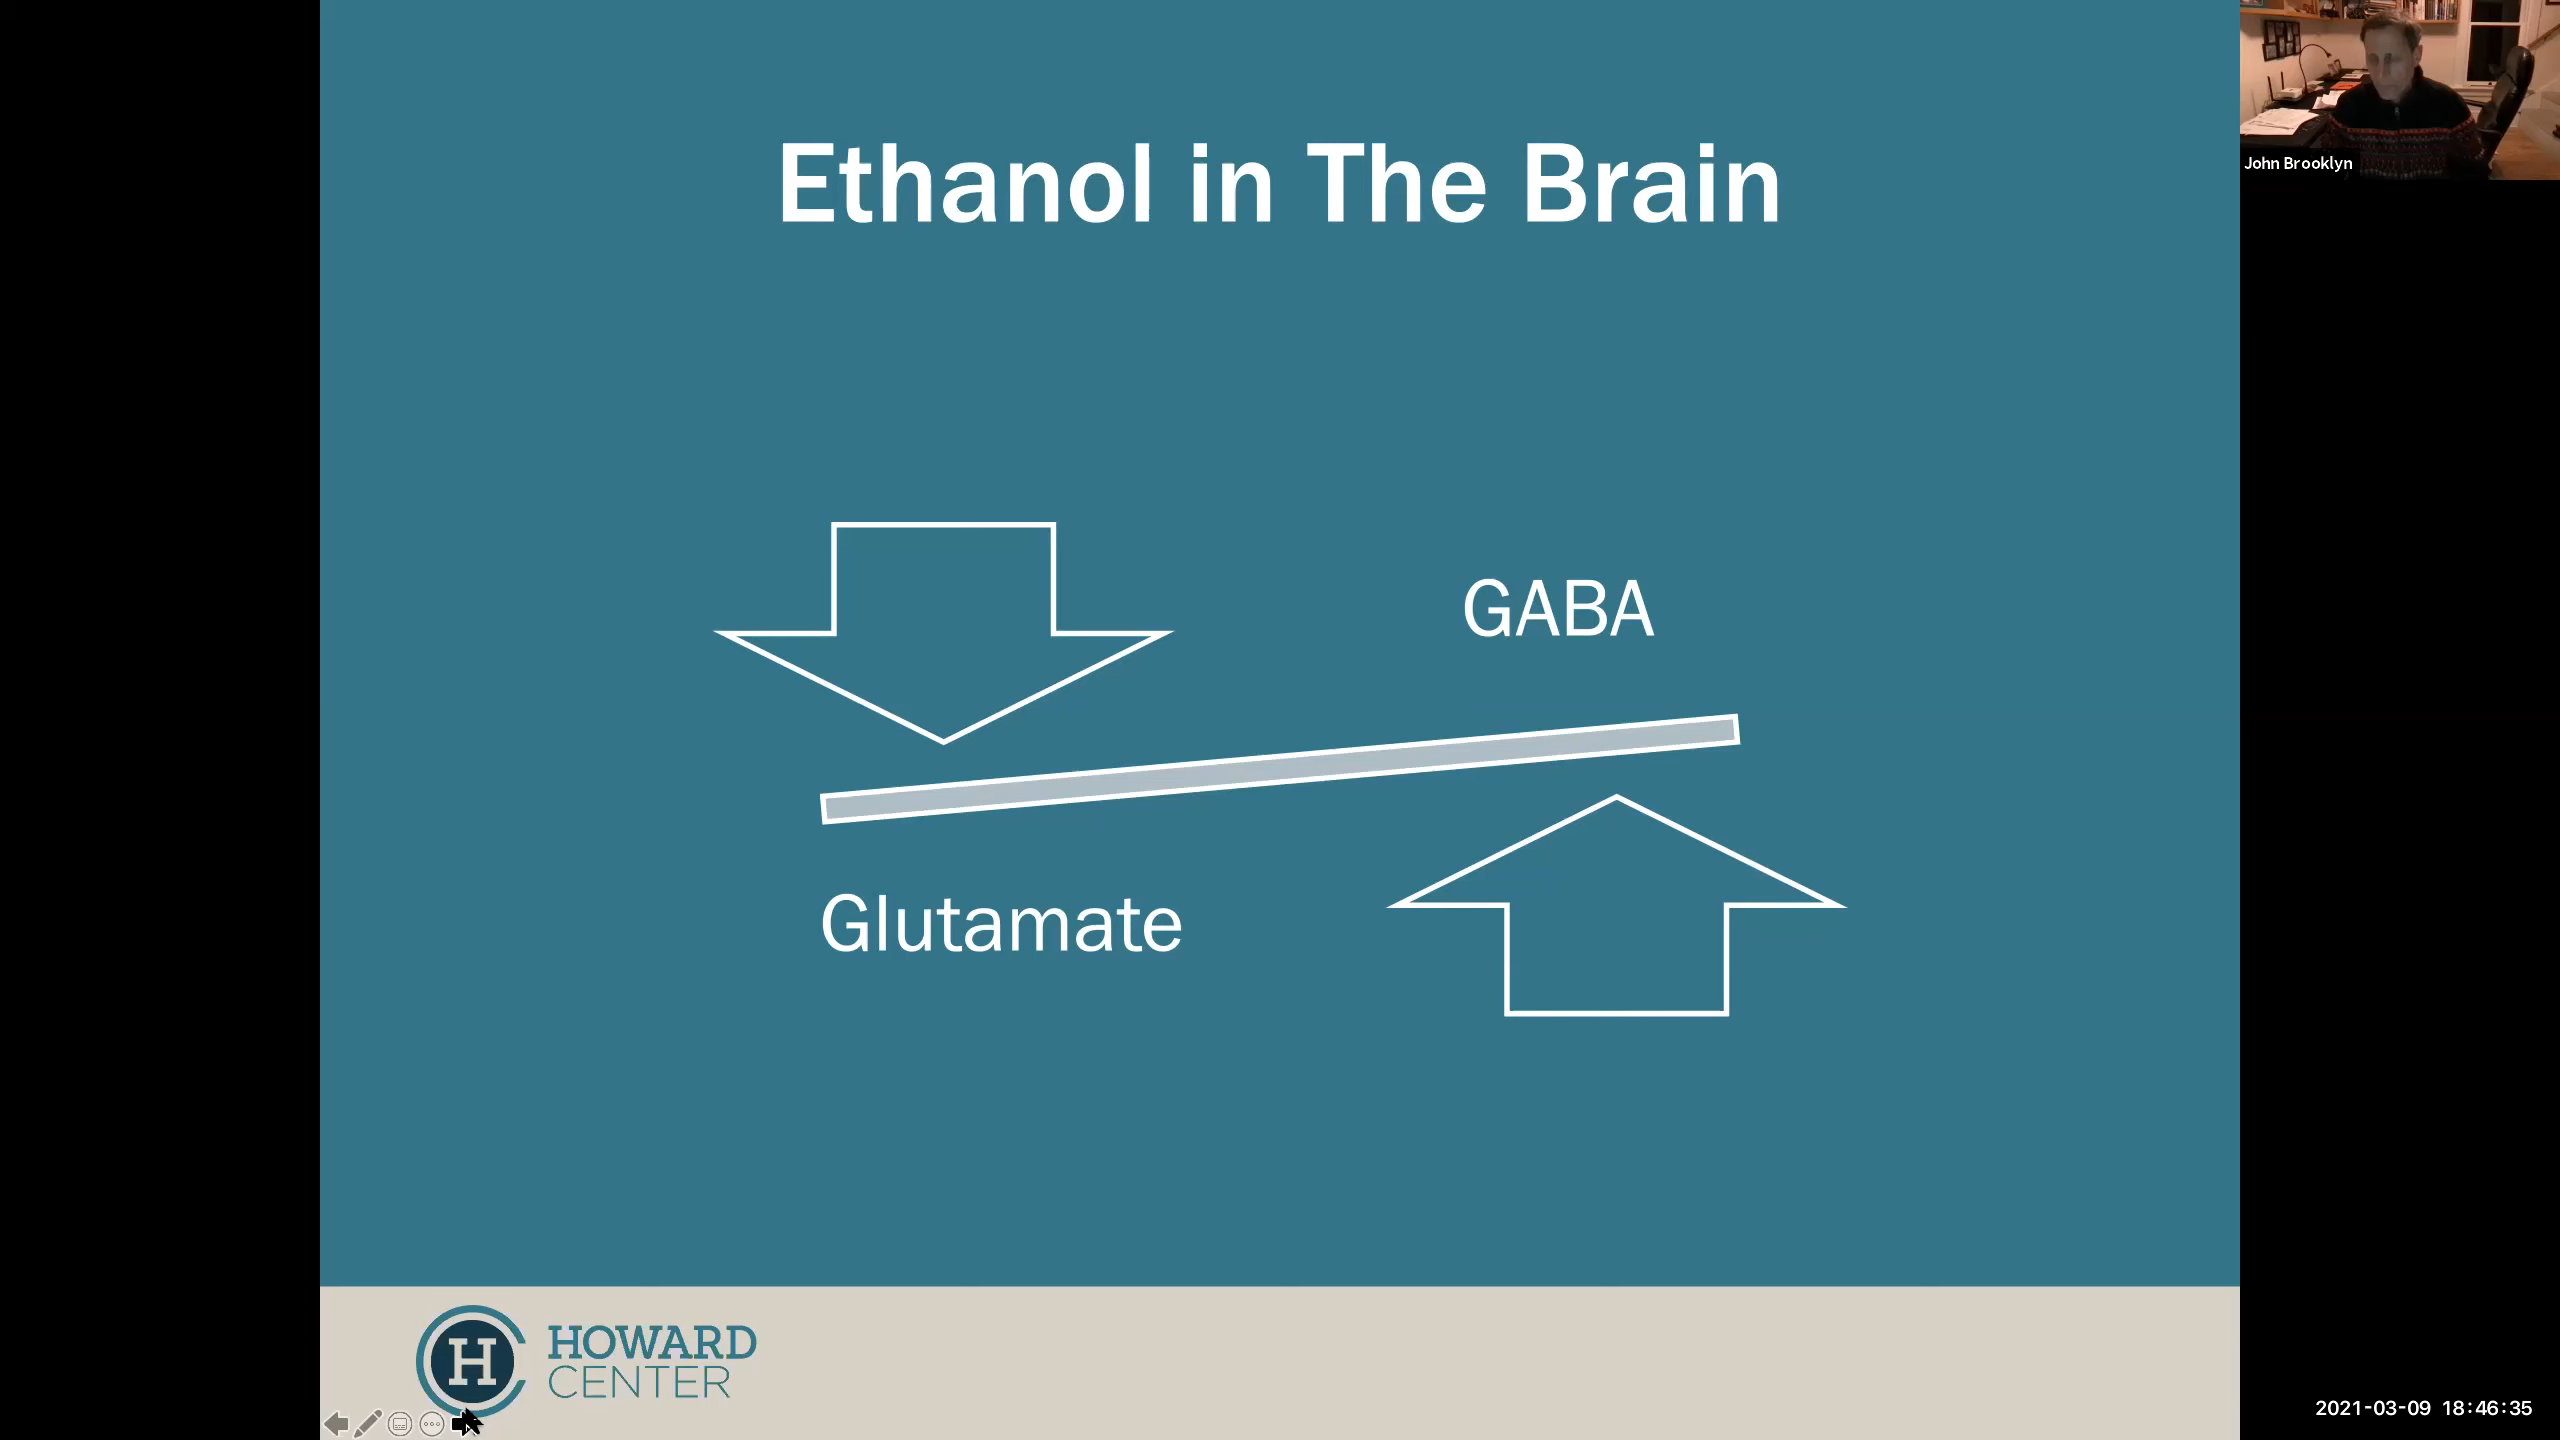 Ethanol in The Brain
John Brooklyn
GABA
Glutamate
H
HOWARD
CENTER
2021-03-09 18:46:35